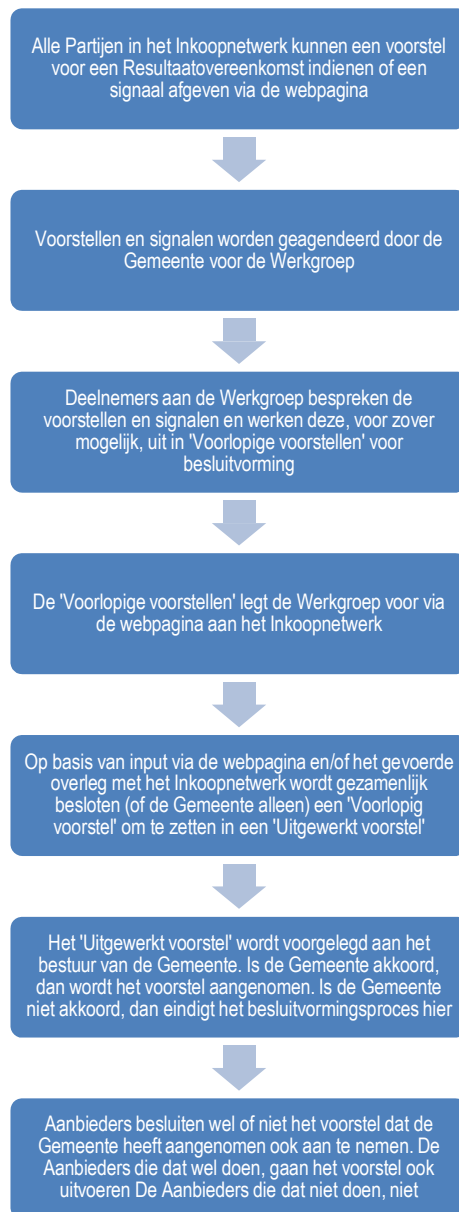 Alle Partijen in het Inkoopnetwerk kunnen een voorstel
voor een Resultaatovereenkomst indienen of een
signaal afgeven via de webpagina
Voorstellen en signalen worden geagendeerd door de
Gemeente voor de Werkgroep
Deelnemers aan de Werkgroep bespreken de
voorstellen en signalen en werken deze, voor zover
mogelijk, uit in 'Voorlopige voorstellen' voor
besluitvorming
De 'Voorlopige voorstellen' legt de Werkgroep voor via
de webpagina aan het Inkoopnetwerk
Op basis van input via de webpagina en/of het gevoerde
overleg met het Inkoopnetwerk wordt gezamenlijk
besloten (of de Gemeente alleen) een 'Voorlopig
voorstel' om te zetten in een 'Uitgewerkt voorstel'
Het 'Uitgewerkt voorstel' wordt voorgelegd aan het
bestuur van de Gemeente. Is de Gemeente akkoord,
dan wordt het voorstel aangenomen. Is de Gemeente
niet akkoord, dan eindigt het besluitvormingsproces hier
Aanbieders besluiten wel of niet het voorstel dat de
Gemeente heeft aangenomen ook aan te nemen. De
Aanbieders die dat wel doen, gaan het voorstel ook
uitvoeren De Aanbieders die dat niet doen, niet